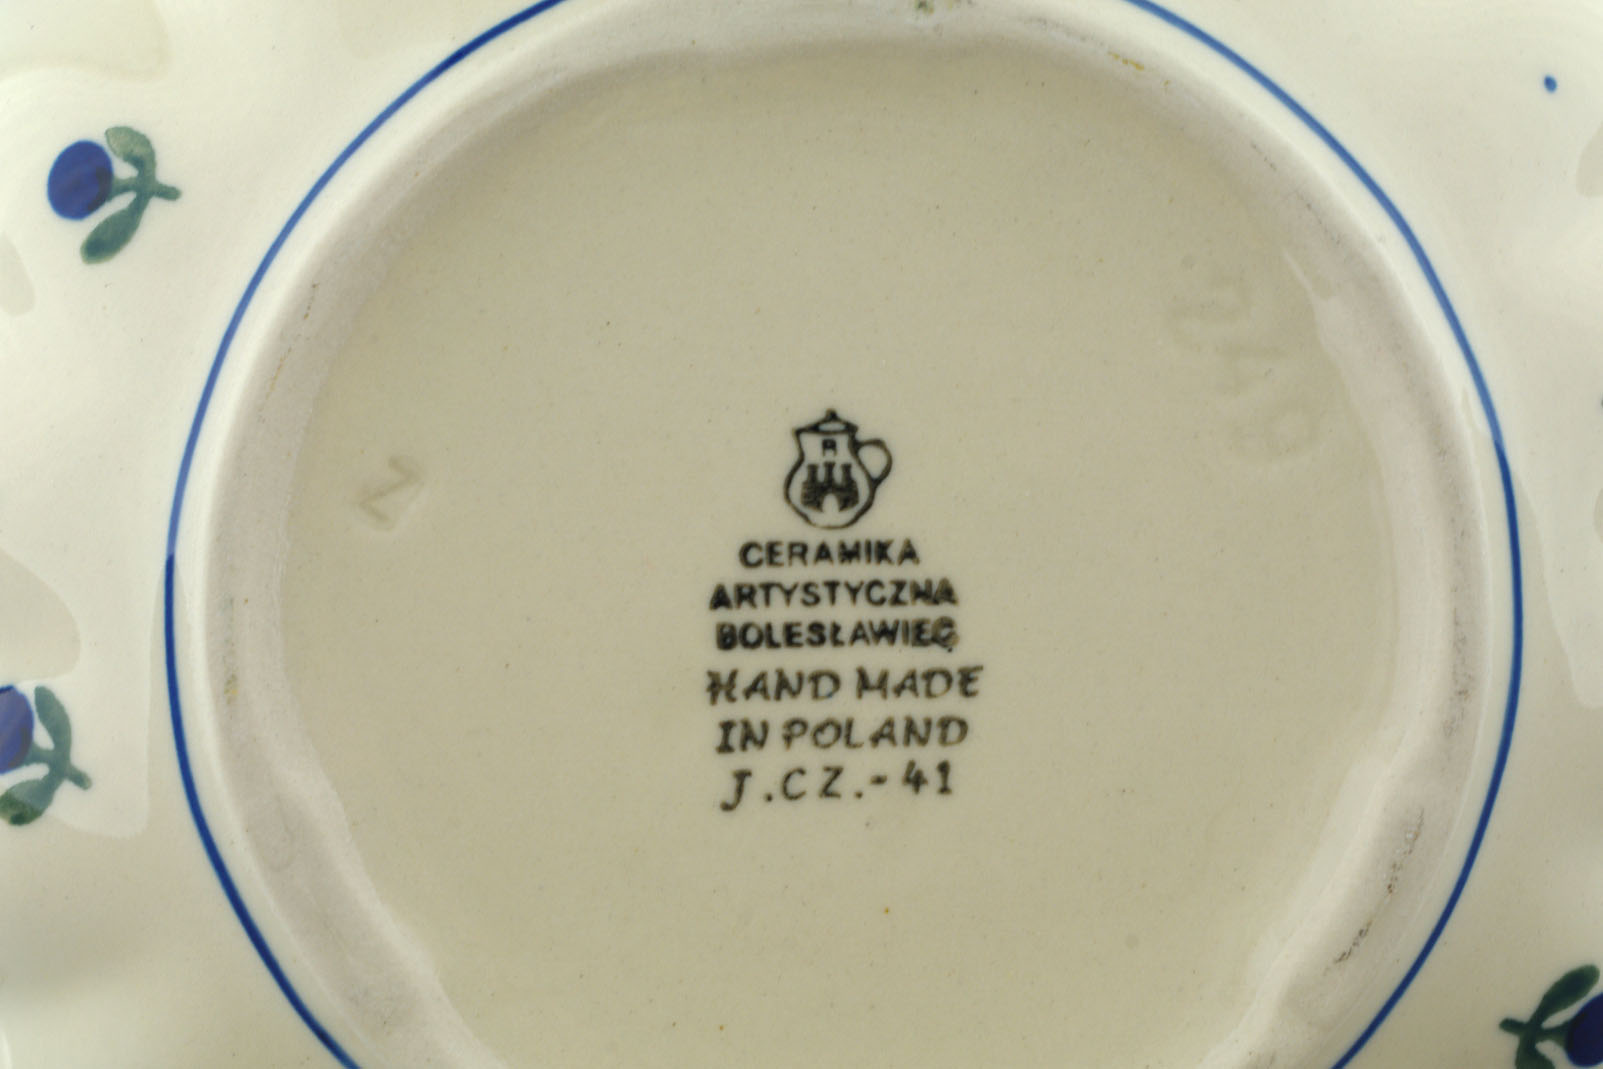 CERAMIKA
ARTYSTYCZNA
BOLESŁAWIEC
HAND MADE
IN POLAND
J.CZ.-41
Z